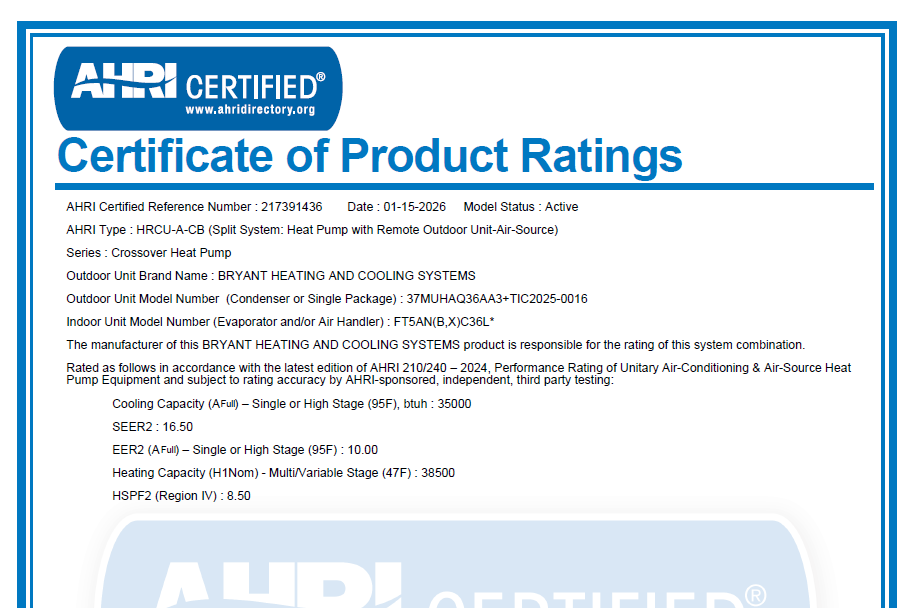 AHRI CERTIFIED®
www.ahridirectory.org
Certificate of Product Ratings
AHRI Certified Reference Number : 217391436 Date : 01-15-2026 Model Status : Active
AHRI Type : HRCU-A-CB (Split System: Heat Pump with Remote Outdoor Unit-Air-Source)
Series : Crossover Heat Pump
Outdoor Unit Brand Name : BRYANT HEATING AND COOLING SYSTEMS
Outdoor Unit Model Number (Condenser or Single Package) : 37MUHAQ36AA3+TIC2025-0016
Indoor Unit Model Number (Evaporator and/or Air Handler) : FT5AN(B,X)C36L*
The manufacturer of this BRYANT HEATING AND COOLING SYSTEMS product is responsible for the rating of this system combination.
Rated as follows in accordance with the latest edition of AHRI 210/240 – 2024, Performance Rating of Unitary Air-Conditioning & Air-Source Heat
Pump Equipment and subject to rating accuracy by AHRI-sponsored, independent, third party testing:
Cooling Capacity (AFull) – Single or High Stage (95F), btuh : 35000
SEER2 : 16.50
EER2 (AFull) – Single or High Stage (95F) : 10.00
Heating Capacity (H1Nom) - Multi/Variable Stage (47F) : 38500
HSPF2 (Region IV) : 8.50
AHRI CERTIFIED®